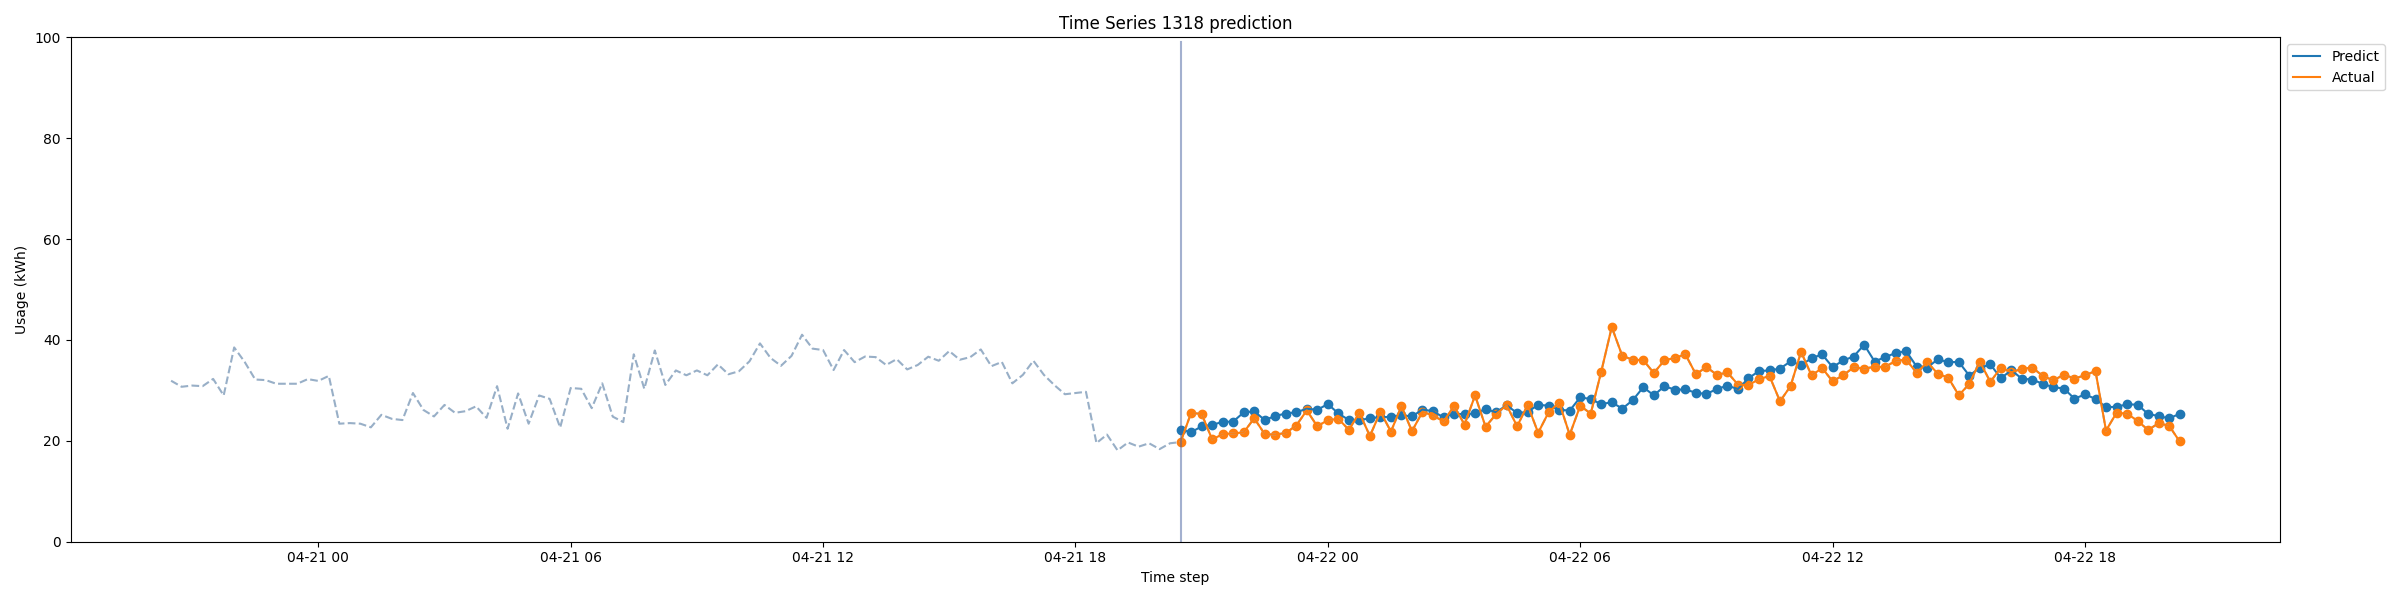 Time Series 1318 prediction
Predict
Actual
100
80
60
40
20
0
Usage (kWh)
04-21 00 04-21 06 04-21 12 04-21 18 04-22 00 04-22 06 04-22 12 04-22 18
Time step